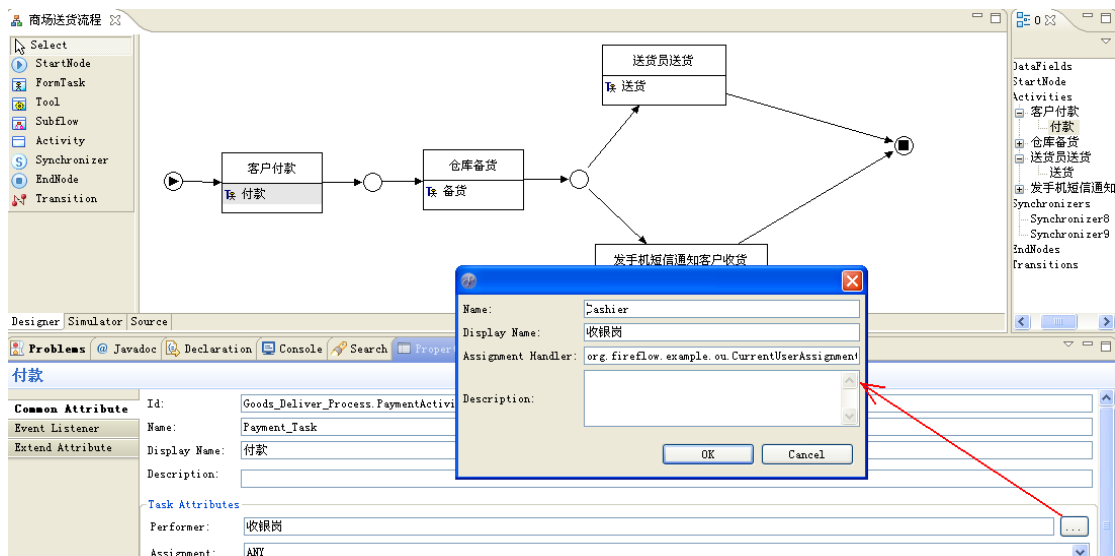 商场送货流程
Select
StartNode
FormTask
Tool
Subflow
Activity
Synchronizer
EndNode
Transition
客户付款
付款
仓库备货
备货
送货员送货
送货
发手机短信通知客户收货
DataFields
StartNode
Activities
客户付款
付款
仓库备货
送货员送货
送货
发手机短信通知
Synchronizers
Synchronizer8
Synchronizer9
EndNodes
Transitions
Designer Simulator Source
Problems @ Javadoc Declaration Console Search Proper
付款
Common Attribute
Event Listener
Extend Attribute
Id: Goods_Deliver_Process.PaymentActivi
Name: Payment_Task
Display Name: 付款
Description:
Task Attributes
Performer: 收银岗 ...
Assignment: ANY
Name: Cashier
Display Name: 收银岗
Assignment Handler: org.fireflow.example.ou.CurrentUserAssignment
Description:
OK Cancel